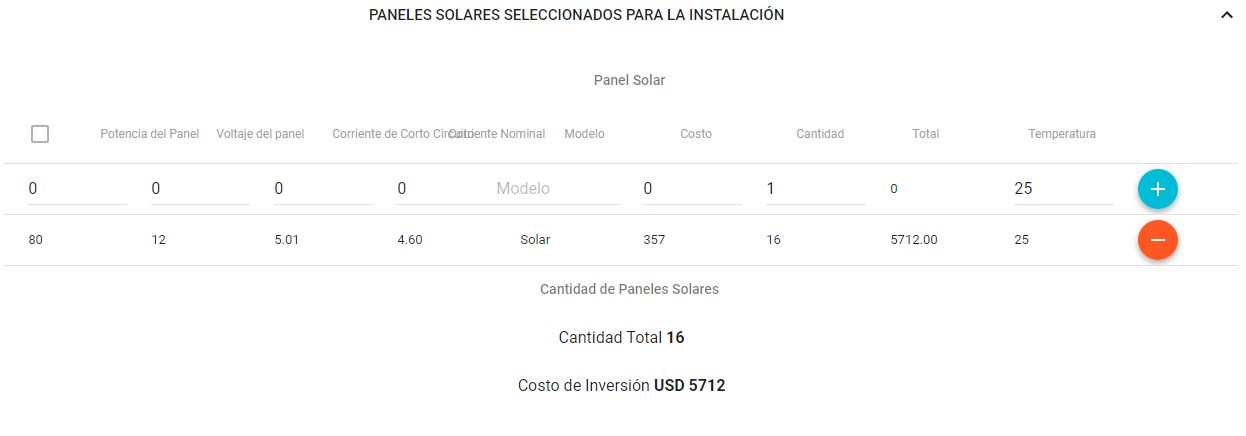 PANELES SOLARES SELECCIONADOS PARA LA INSTALACIÓN
Panel Solar
Potencia del Panel Voltaje del panel Corriente de Corto Circuito Corriente Nominal Modelo Costo Cantidad Total Temperatura
0 0 0 0 Modelo 0 1 0 25
80 12 5.01 4.60 Solar 357 16 5712.00 25
Cantidad de Paneles Solares
Cantidad Total 16
Costo de Inversión USD 5712